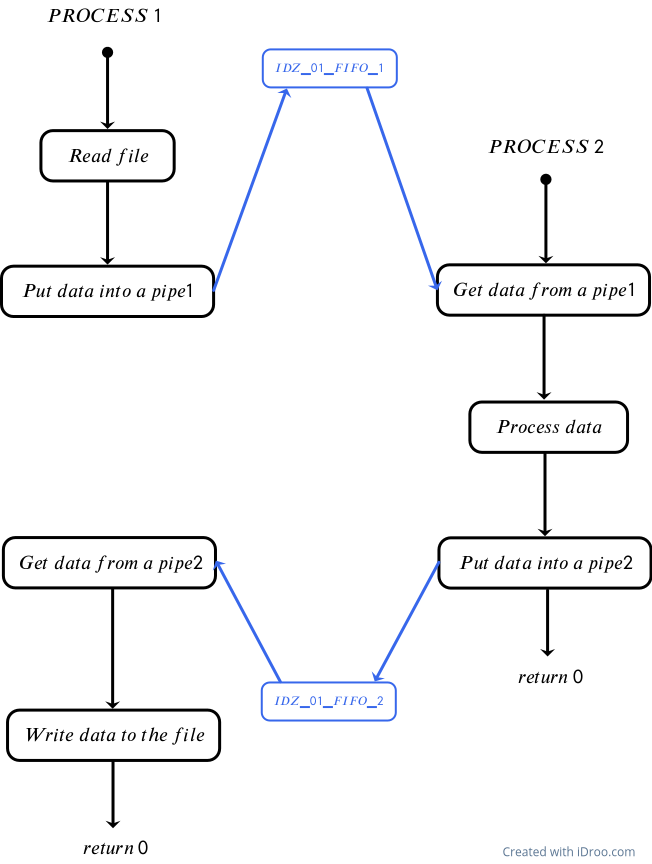 PROCESS 1
IDZ_01_FIFO_1
PROCESS 2
Read file
Put data into a pipe1
Get data from a pipe1
Process data
Get data from a pipe2
Put data into a pipe2
return 0
IDZ_01_FIFO_2
Write data to the file
return 0
Created with iDroo.com